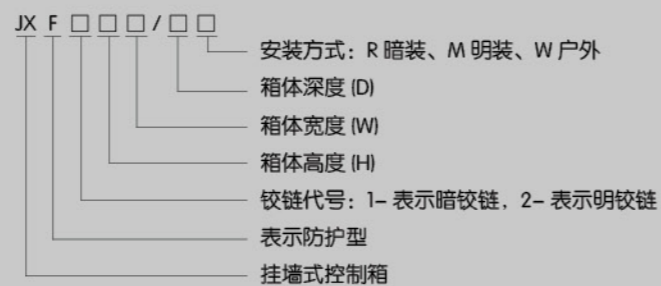 JX F □ □ □ / □ □
安装方式：R 暗装、M 明装、W 户外
箱体深度 (D)
箱体宽度 (W)
箱体高度 (H)
铰链代号：1- 表示暗铰链，2- 表示明铰链
表示防护型
挂墙式控制箱